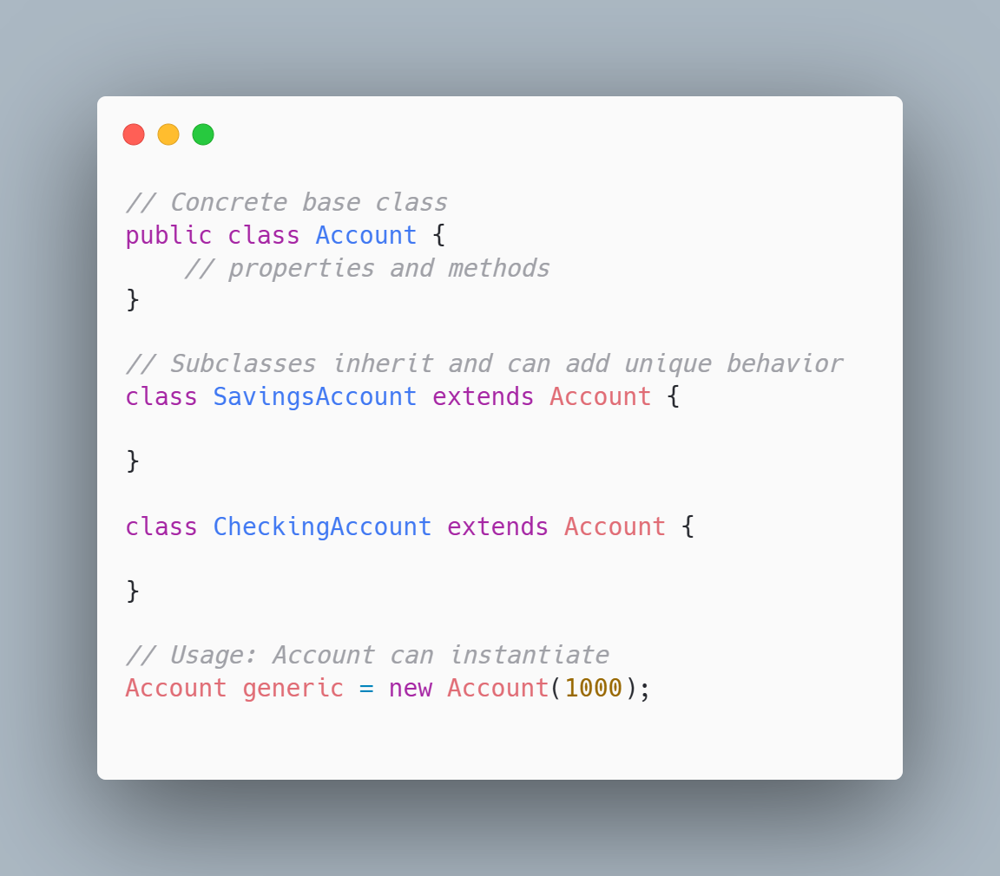 // Concrete base class
public class Account {
    // properties and methods
}

// Subclasses inherit and can add unique behavior
class SavingsAccount extends Account {

}

class CheckingAccount extends Account {

}

// Usage: Account can instantiate
Account generic = new Account(1000);